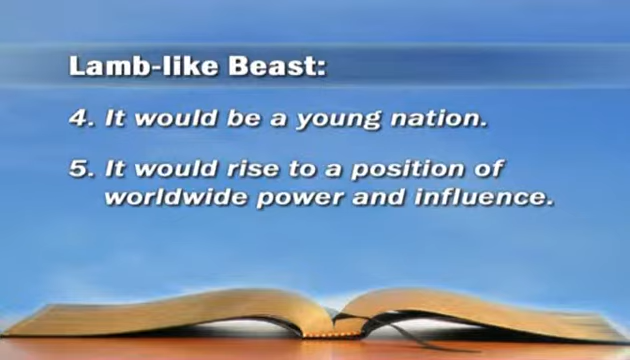 Lamb-like Beast:
4. It would be a young nation.
5. It would rise to a position of
worldwide power and influence.